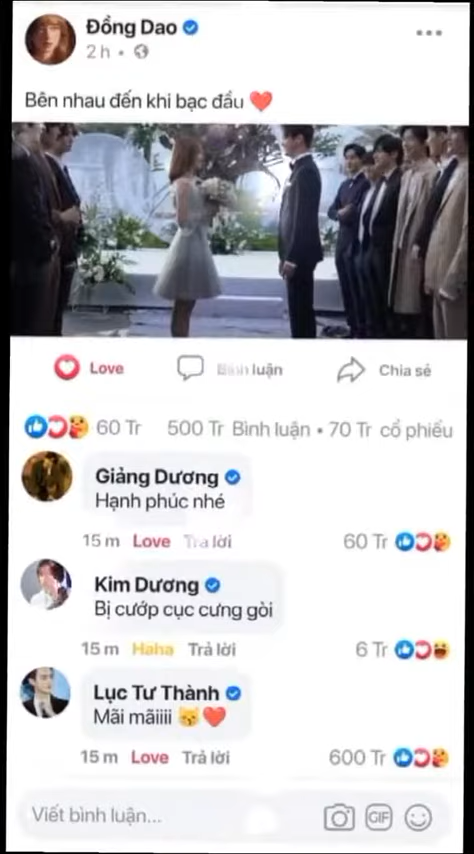 Đồng Dao
2 h
Bên nhau đến khi bạc đầu ❤️
Love
Bình luận
Chia sẻ
60 Tr 500 Tr Bình luận • 70 Tr cổ phiếu
Giảng Dương
Hạnh phúc nhé
15 m Love Trả lời 60 Tr
Kim Dương
Bị cướp cục cưng gòi
15 m Haha Trả lời 6 Tr
Lục Tư Thành
Mãi mãiiii 😽❤️
15 m Love Trả lời 600 Tr
Viết bình luận...
GIF